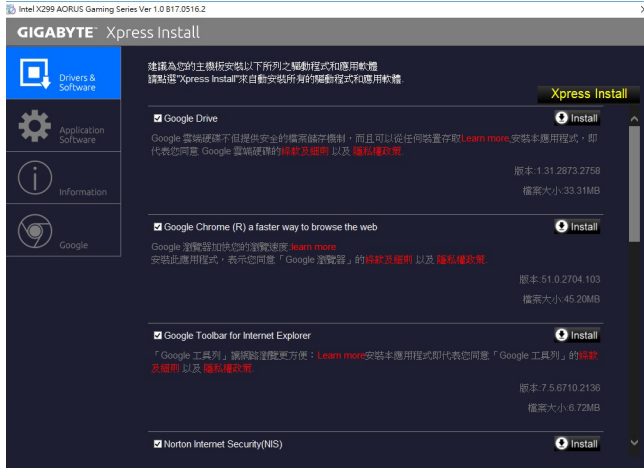 Intel X299 AORUS Gaming Series Ver 1.0 B17.0516.2
GIGABYTE™ Xpress Install
Drivers &
Software
Application
Software
Information
Google
建議為您的主機板安裝以下所列之驅動程式和應用軟體
請點選"Xpress Install"來自動安裝所有的驅動程式和應用軟體.
Xpress Install
Google Drive
Install
Google 雲端硬碟不但提供安全的檔案儲存機制，而且可以從任何裝置存取Learn more,安裝本應用程式，即
代表您同意 Google 雲端硬碟的條款及細則 以及 隱私權政策.
版本:1.31.2873.2758
檔案大小:33.31MB
Google Chrome (R) a faster way to browse the web
Install
Google 瀏覽器加快您的瀏覽速度:learn more
安裝此應用程式，表示您同意「Google 瀏覽器」的條款及細則 以及 隱私權政策.
版本:51.0.2704.103
檔案大小:45.20MB
Google Toolbar for Internet Explorer
Install
「Google 工具列」讓網路瀏覽更方便：Learn more安裝本應用程式即代表您同意「Google 工具列」的條款
及細則 以及 隱私權政策.
版本:7.5.6710.2136
檔案大小:6.72MB
Norton Internet Security(NIS)
Install